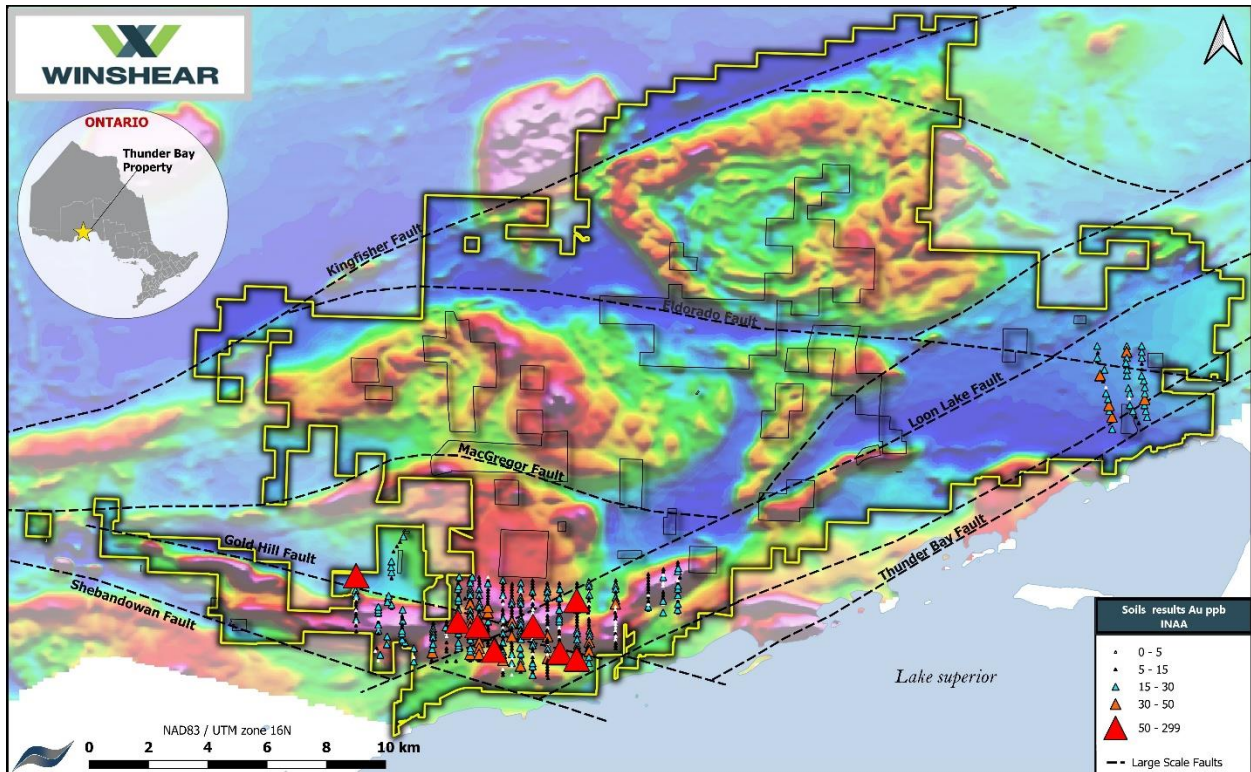 WINSHEAR
ONTARIO
Thunder Bay
Property
Kingfisher Fault
Eldorado Fault
Loon Lake Fault
MacGregor Fault
Gold Hill Fault
Thunder Bay Fault
Shebandowan Fault
Lake superior
NAD83 / UTM zone 16N
0 2 4 6 8 10 km
Soils results Au ppb
INAA
0 - 5
5 - 15
15 - 30
30 - 50
50 - 299
Large Scale Faults